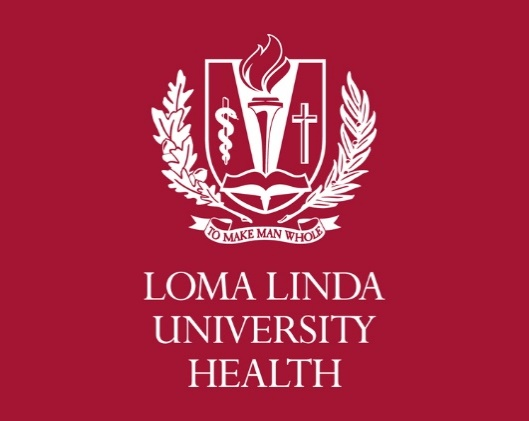 TO MAKE MAN WHOLE
LOMA LINDA
UNIVERSITY
HEALTH